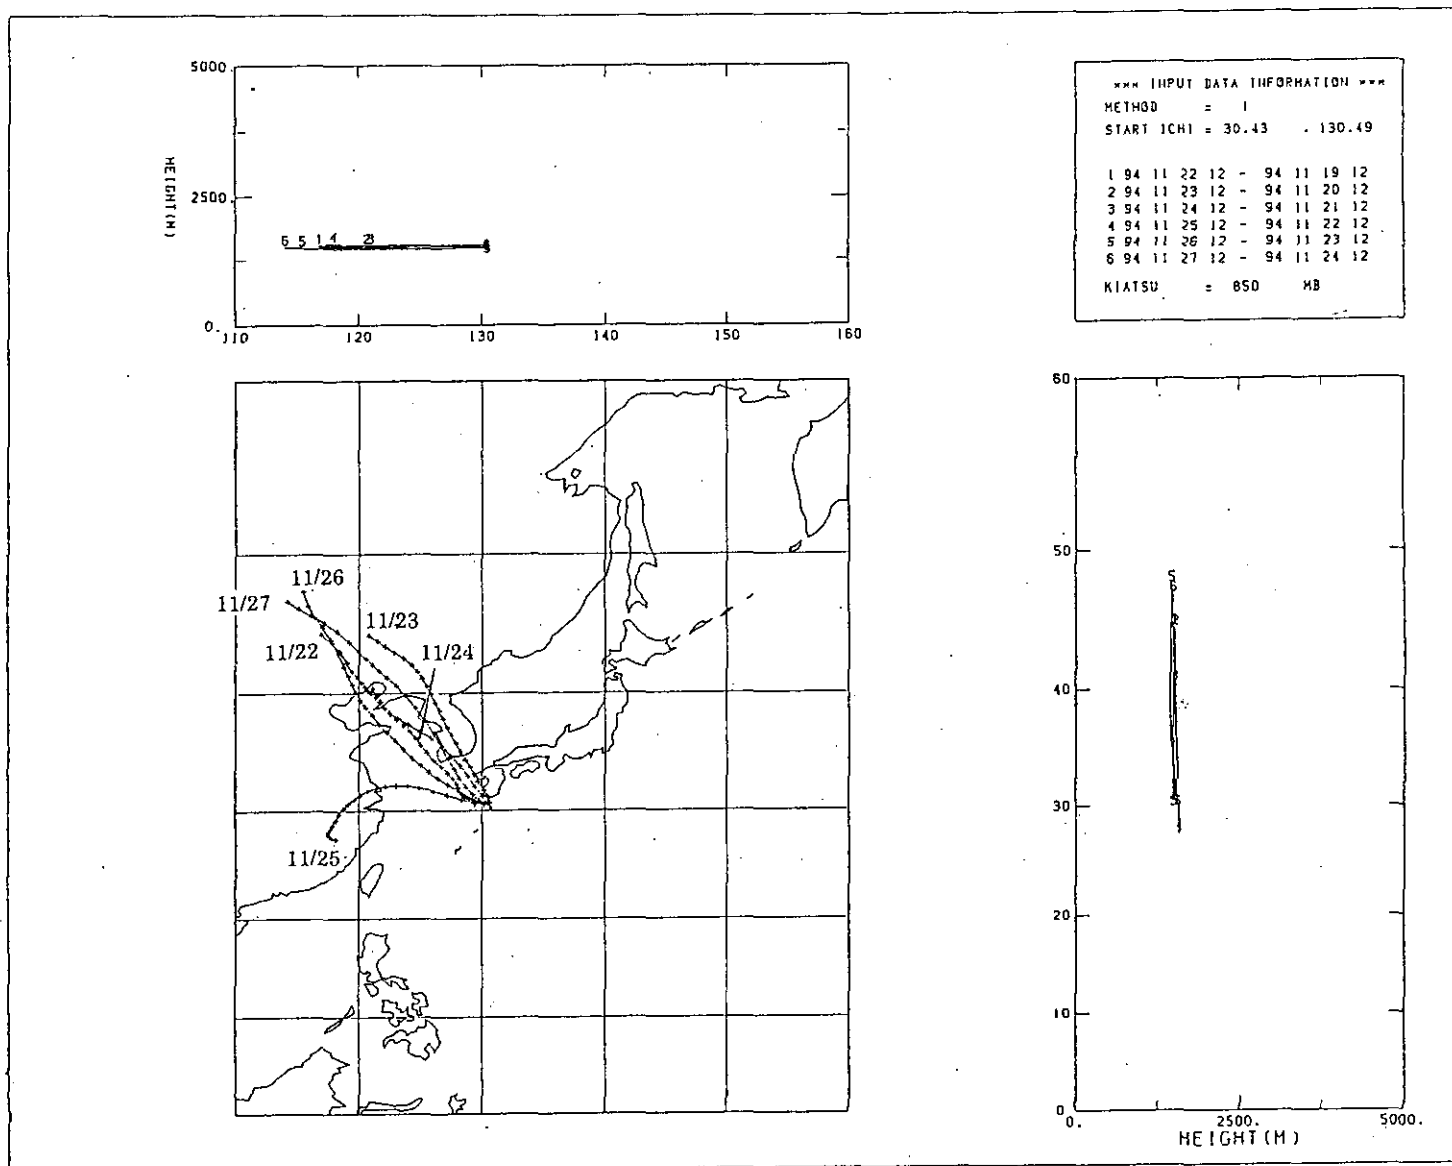 5000.
2500.
0.
HEIGHT(M)
6 5 1 4 23
110 120 130 140 150 160
*** INPUT DATA INFORMATION ***
METHOD = 1
START ICHI = 30.43 . 130.49
1 94 11 22 12 - 94 11 19 12
2 94 11 23 12 - 94 11 20 12
3 94 11 24 12 - 94 11 21 12
4 94 11 25 12 - 94 11 22 12
5 94 11 26 12 - 94 11 23 12
6 94 11 27 12 - 94 11 24 12
KIATSU = 850 MB
11/26
11/27
11/23
11/22
11/24
11/25
60
50
40
30
20
10
0
0. 2500. 5000.
HEIGHT(M)